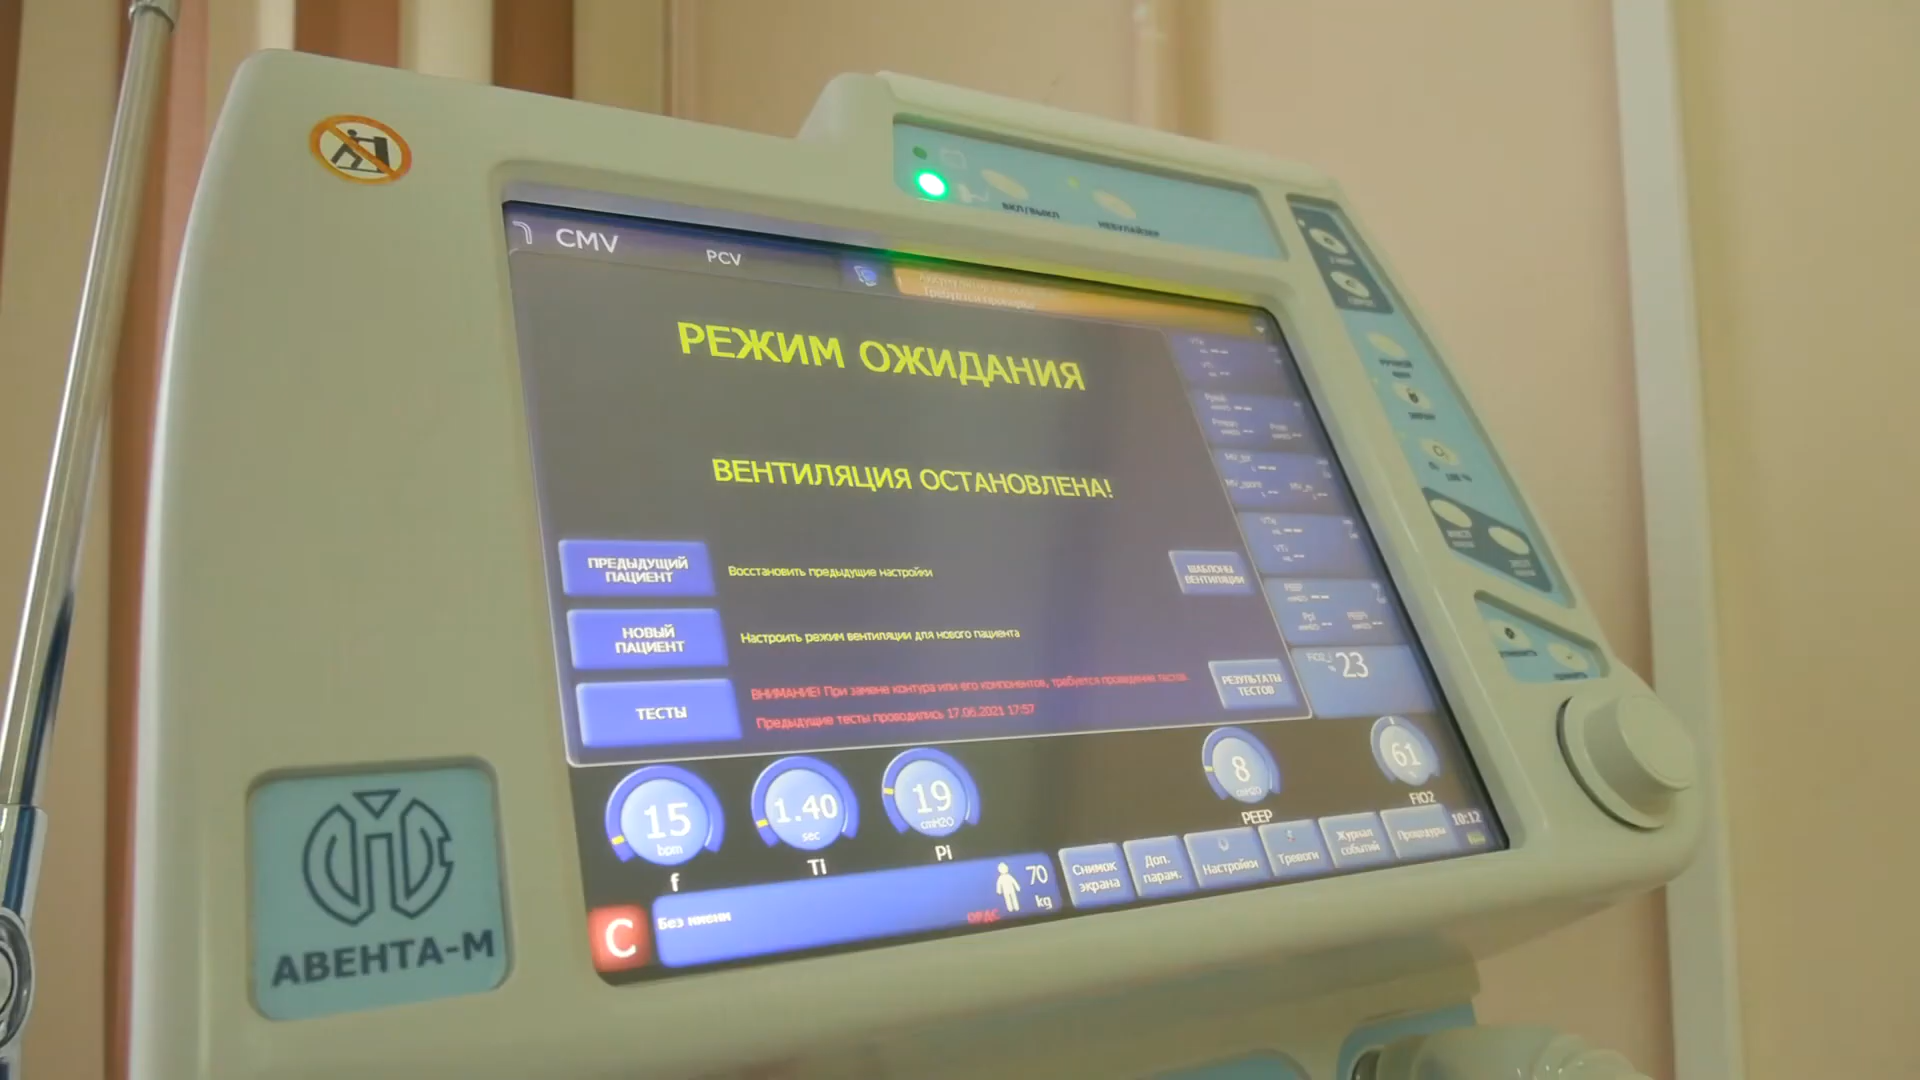 ВКЛ/ВЫКЛ
НЕБУЛАЙЗЕР
CMV
PCV
РЕЖИМ ОЖИДАНИЯ
ВЕНТИЛЯЦИЯ ОСТАНОВЛЕНА!
ПРЕДЫДУЩИЙ
ПАЦИЕНТ
Восстановить предыдущие настройки
ШАБЛОНЫ
ВЕНТИЛЯЦИИ
НОВЫЙ
ПАЦИЕНТ
Настроить режим вентиляции для нового пациента
ТЕСТЫ
ВНИМАНИЕ! При замене контура или его компонентов, требуется проведение тестов
Предыдущие тесты проводились 17.06.2021 17:57
РЕЗУЛЬТАТЫ
ТЕСТОВ
PEEP
FiO2
23
100 %
15
bpm
f
1.40
sec
Ti
19
cmH2O
Pi
8
cmH2O
PEEP
61
%
FiO2
10:12
С
Без имени
ОРДС
70
kg
Снимок
экрана
Доп.
парам.
Настройки
Тревоги
Журнал
событий
Процедуры
АВЕНТА-М